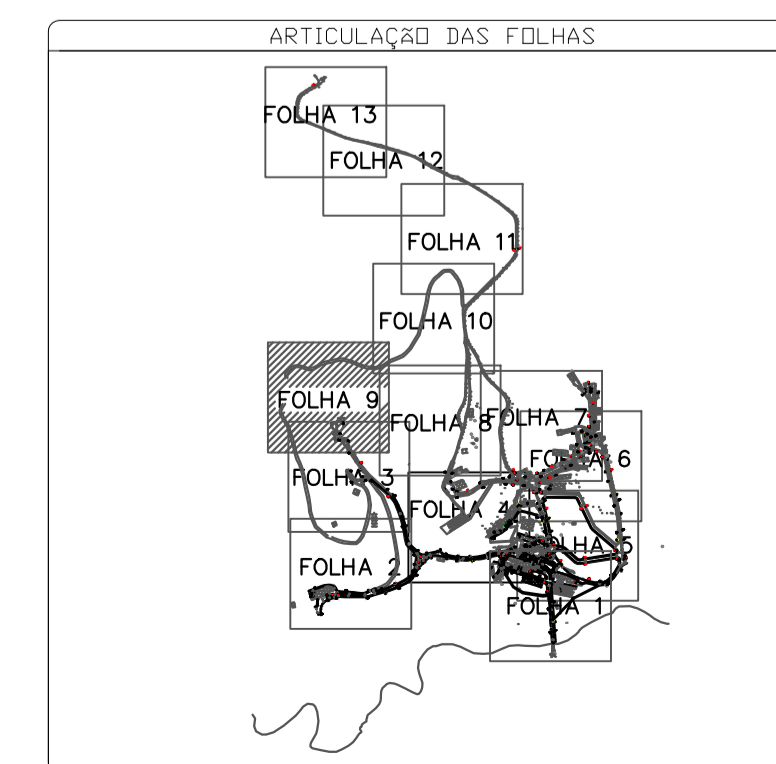 ARTICULAÇÃO DAS FOLHAS
FOLHA 13
FOLHA 12
FOLHA 11
FOLHA 10
FOLHA 9
FOLHA 8
FOLHA 7
FOLHA 6
FOLHA 3
FOLHA 4
FOLHA 5
FOLHA 2
FOLHA 1